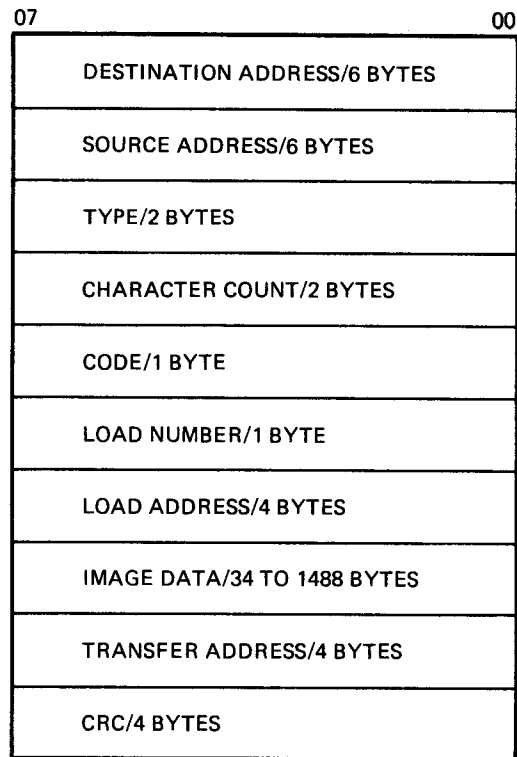 07 00
DESTINATION ADDRESS/6 BYTES
SOURCE ADDRESS/6 BYTES
TYPE/2 BYTES
CHARACTER COUNT/2 BYTES
CODE/1 BYTE
LOAD NUMBER/1 BYTE
LOAD ADDRESS/4 BYTES
IMAGE DATA/34 TO 1488 BYTES
TRANSFER ADDRESS/4 BYTES
CRC/4 BYTES